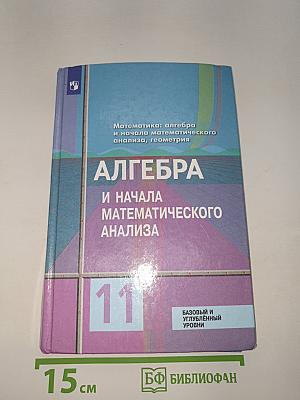 Математика: алгебра
и начала математического
анализа, геометрия
АЛГЕБРА
И НАЧАЛА
МАТЕМАТИЧЕСКОГО
АНАЛИЗА
11
БАЗОВЫЙ И
УГЛУБЛЁННЫЙ
УРОВНИ
15 см
БФ БИБЛИОФАН